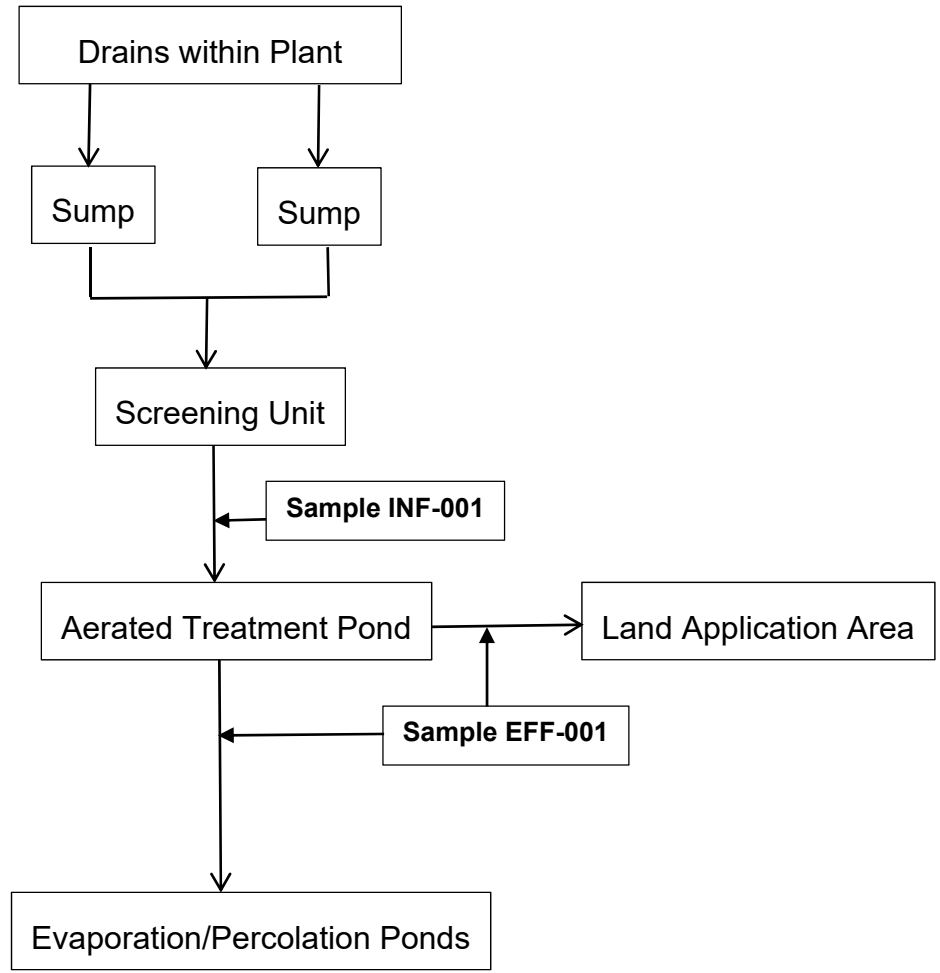 Drains within Plant
Sump
Sump
Screening Unit
Sample INF-001
Aerated Treatment Pond
Land Application Area
Sample EFF-001
Evaporation/Percolation Ponds